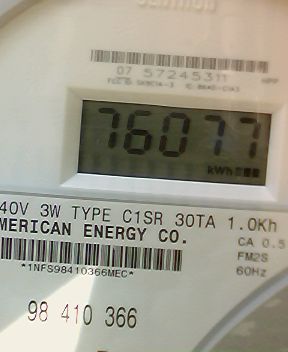 07 57245311
76077
kWh
40V 3W TYPE C1SR 30TA 1.0Kh
MERICAN ENERGY CO.
CA 0.5
*1NFS98410366MEC*
FM2S
60Hz
98 410 366